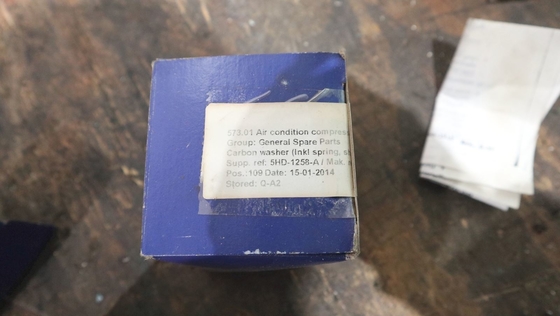 573.01 Air condition compress
Group: General Spare Parts
Carbon washer (Inkl spring, s
Supp. ref: 5HD-1258-A / Mak.
Pos.:109 Date: 15-01-2014
Stored: O-A2